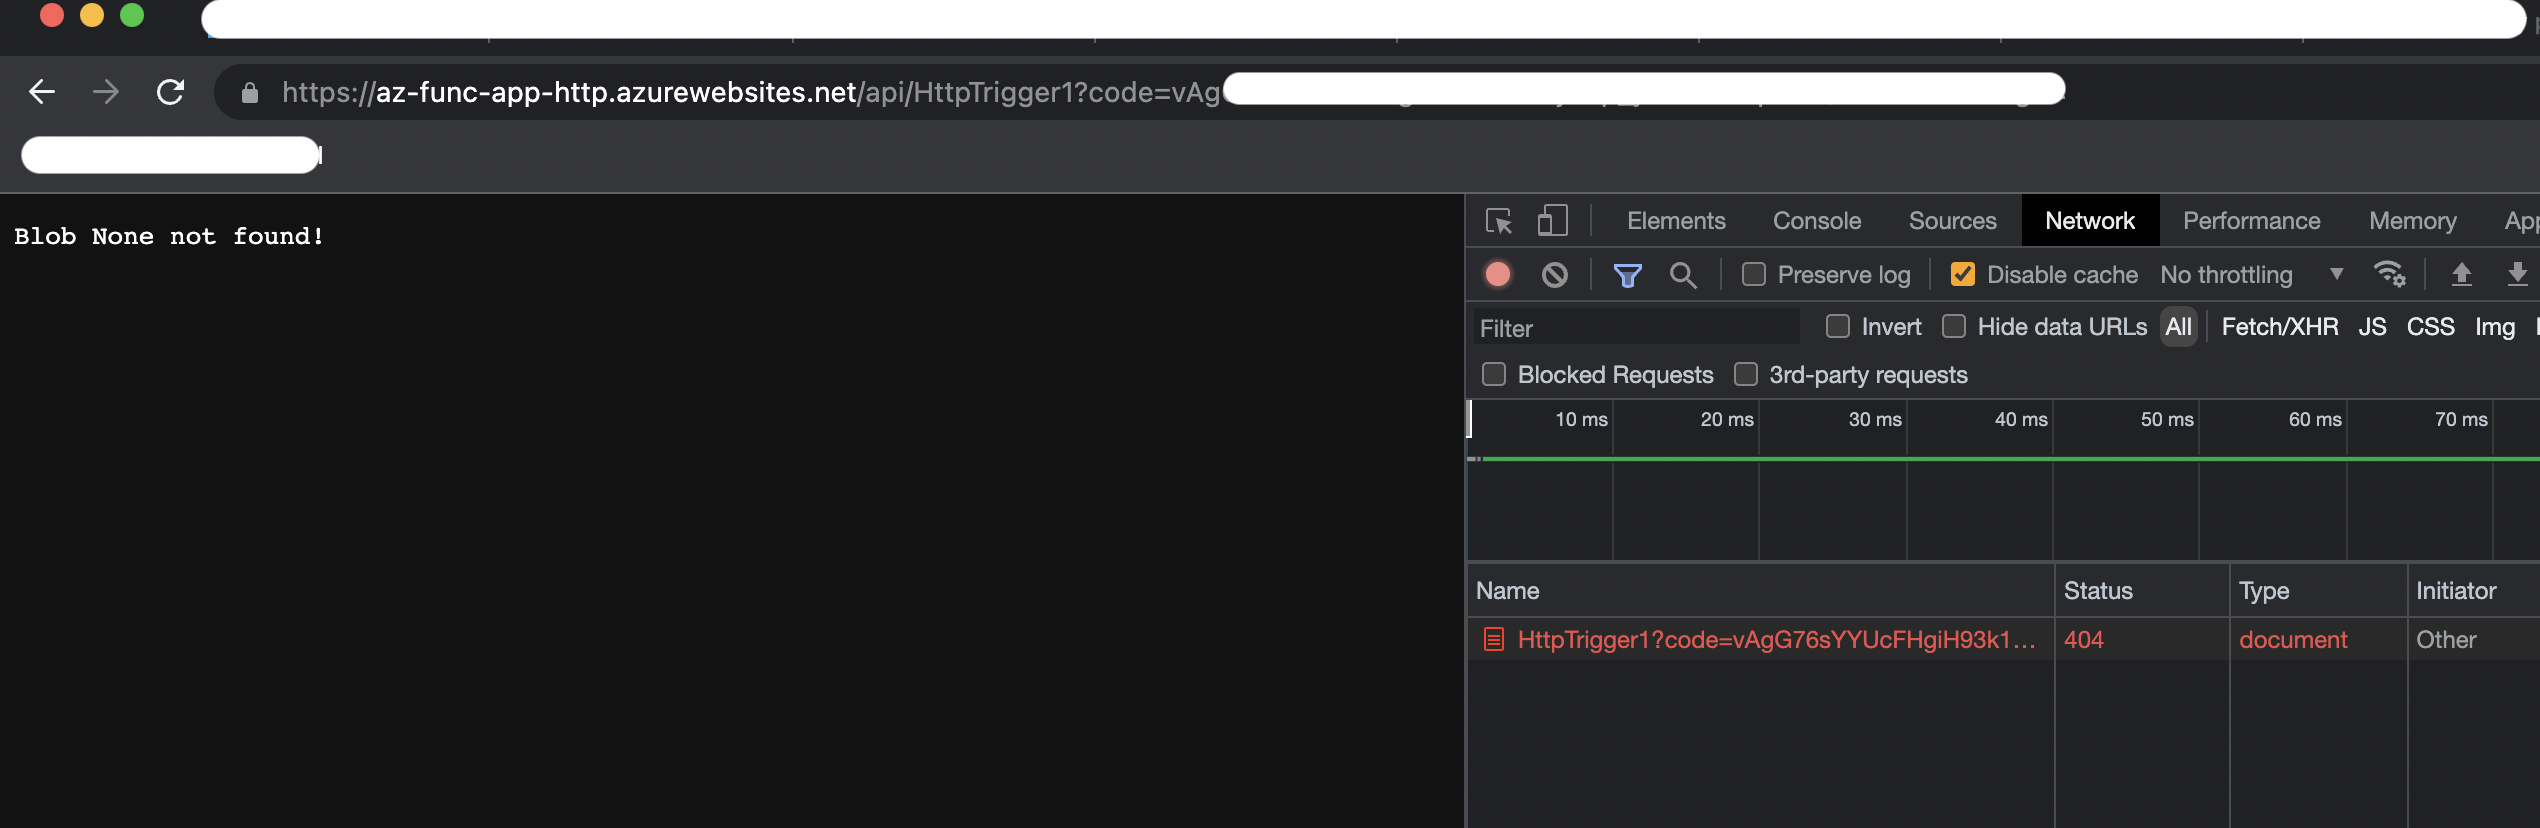 https://az-func-app-http.azurewebsites.net/api/HttpTrigger1?code=vAg
Blob None not found!
Elements Console Sources Network Performance Memory App
Preserve log Disable cache No throttling
Filter Invert Hide data URLs All Fetch/XHR JS CSS Img
Blocked Requests 3rd-party requests
10 ms 20 ms 30 ms 40 ms 50 ms 60 ms 70 ms
Name Status Type Initiator
HttpTrigger1?code=vAgG76sYYUcFHgiH93k1... 404 document Other